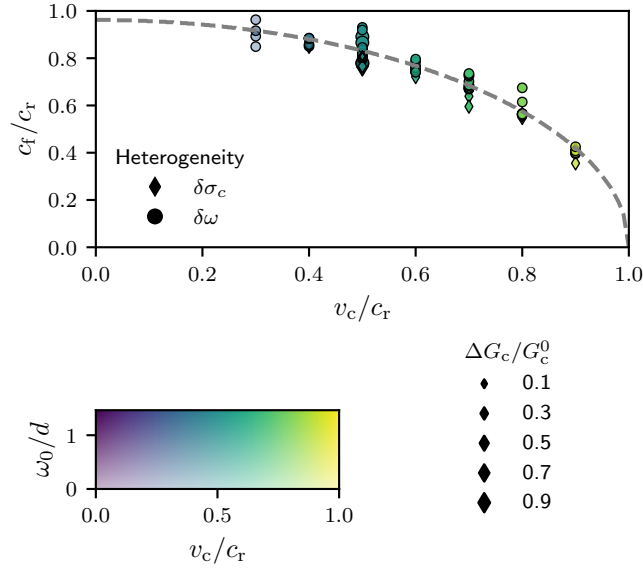 1.0
0.8
0.6
0.4
0.2
0.0
c_f/c_r
Heterogeneity
δσ_c
δω
0.0 0.2 0.4 0.6 0.8 1.0
v_c/c_r
ΔG_c/G_c^0
0.1
0.3
0.5
0.7
0.9
1
0
ω_0/d
0.0 0.5 1.0
v_c/c_r